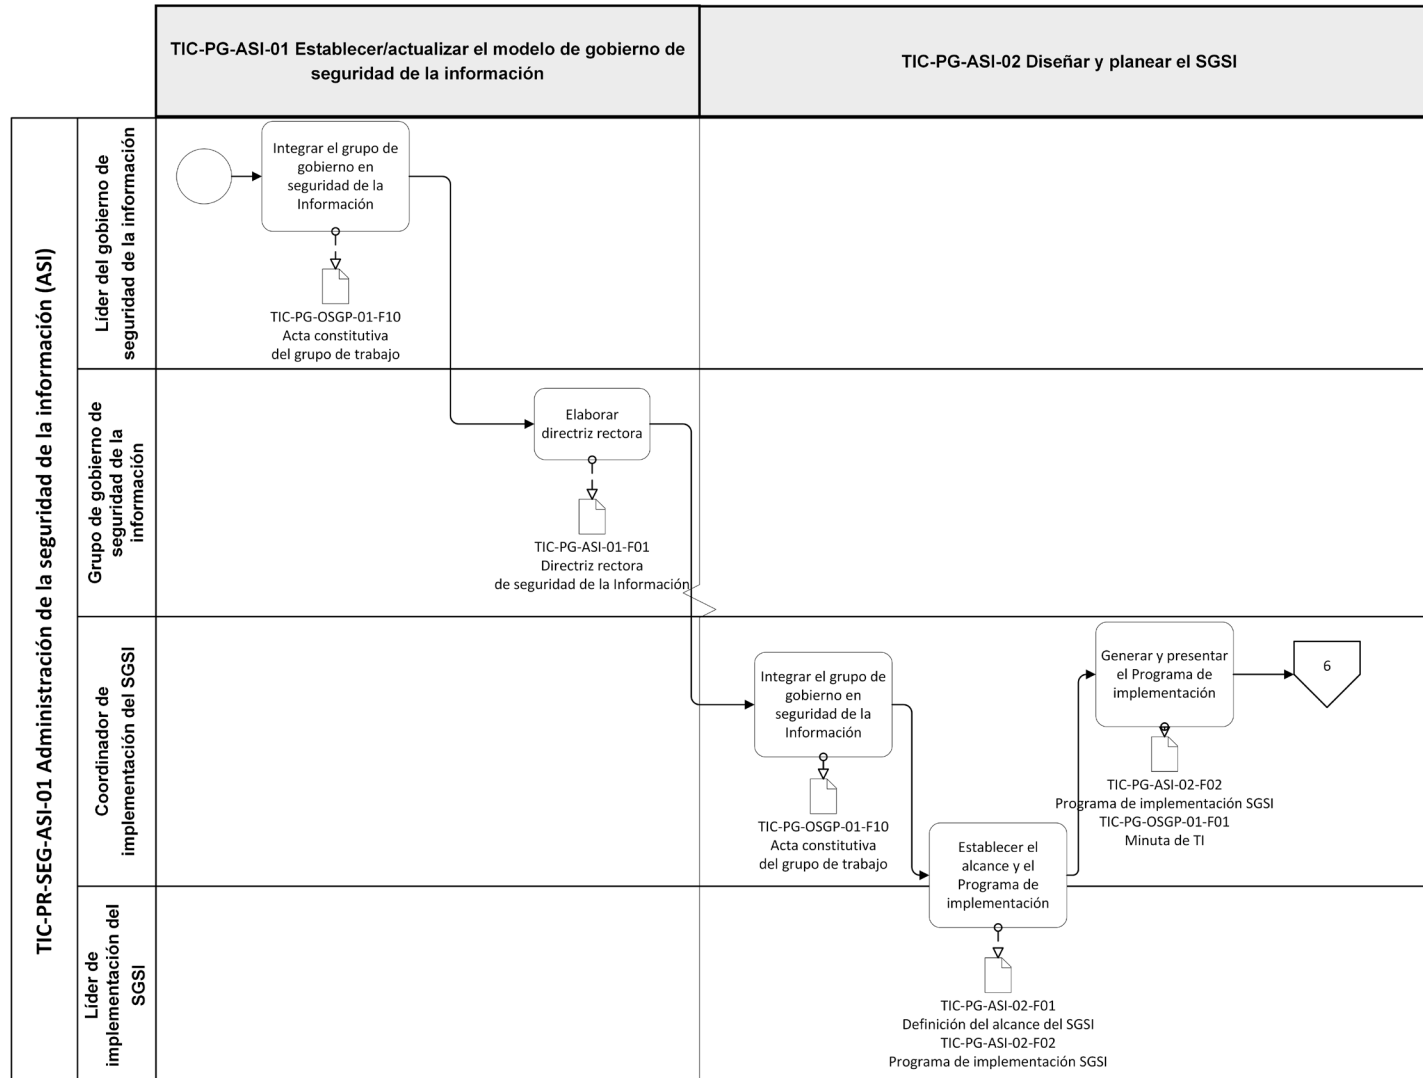 TIC-PG-ASI-01 Establecer/actualizar el modelo de gobierno de
seguridad de la información
TIC-PG-ASI-02 Diseñar y planear el SGSI
TIC-PR-SEG-ASI-01 Administración de la seguridad de la información (ASI)
Líder del gobierno de
seguridad de la información
Integrar el grupo de
gobierno en
seguridad de la
Información
TIC-PG-OSGP-01-F10
Acta constitutiva
del grupo de trabajo
Grupo de gobierno de
seguridad de la
información
Elaborar
directriz rectora
TIC-PG-ASI-01-F01
Directriz rectora
de seguridad de la Información
Coordinador de
implementación del SGSI
Integrar el grupo de
gobierno en
seguridad de la
Información
TIC-PG-OSGP-01-F10
Acta constitutiva
del grupo de trabajo
Generar y presentar
el Programa de
implementación
6
TIC-PG-ASI-02-F02
Programa de implementación SGSI
TIC-PG-OSGP-01-F01
Minuta de TI
Establecer el
alcance y el
Programa de
implementación
Líder de
implementación del
SGSI
TIC-PG-ASI-02-F01
Definición del alcance del SGSI
TIC-PG-ASI-02-F02
Programa de implementación SGSI